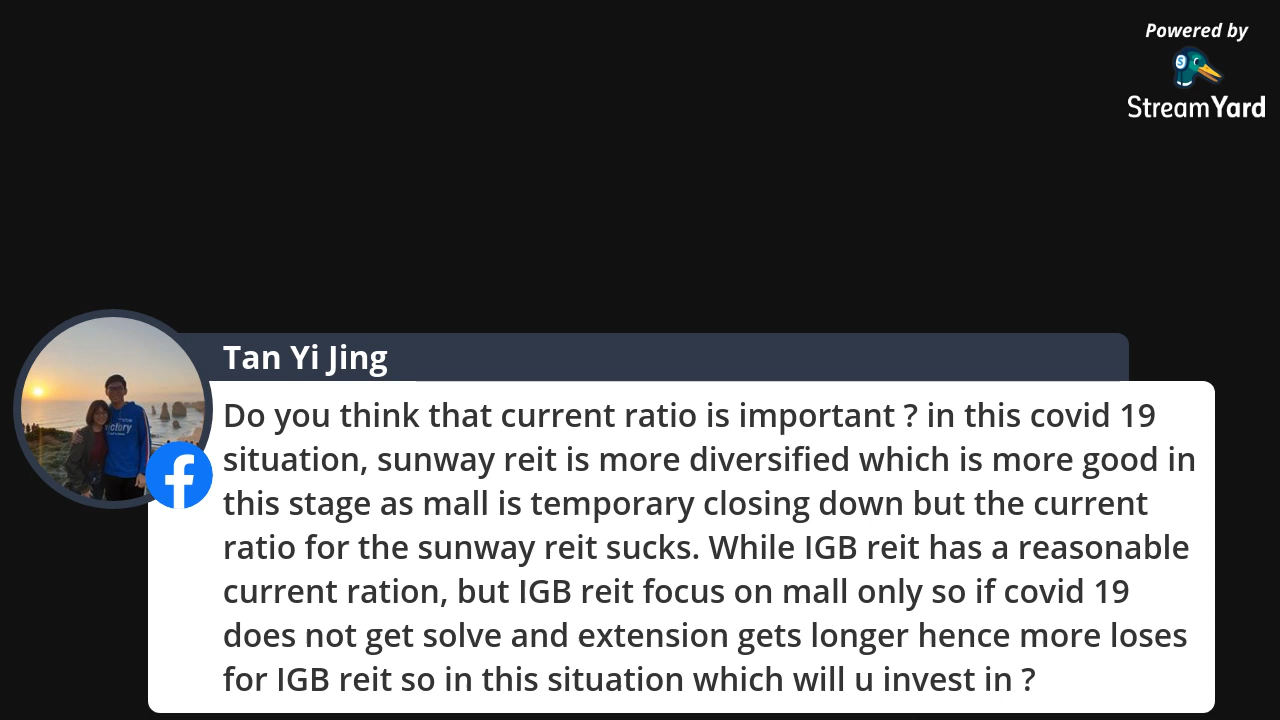 Powered by
StreamYard
Tan Yi Jing
Do you think that current ratio is important ? in this covid 19
situation, sunway reit is more diversified which is more good in
this stage as mall is temporary closing down but the current
ratio for the sunway reit sucks. While IGB reit has a reasonable
current ration, but IGB reit focus on mall only so if covid 19
does not get solve and extension gets longer hence more loses
for IGB reit so in this situation which will u invest in ?